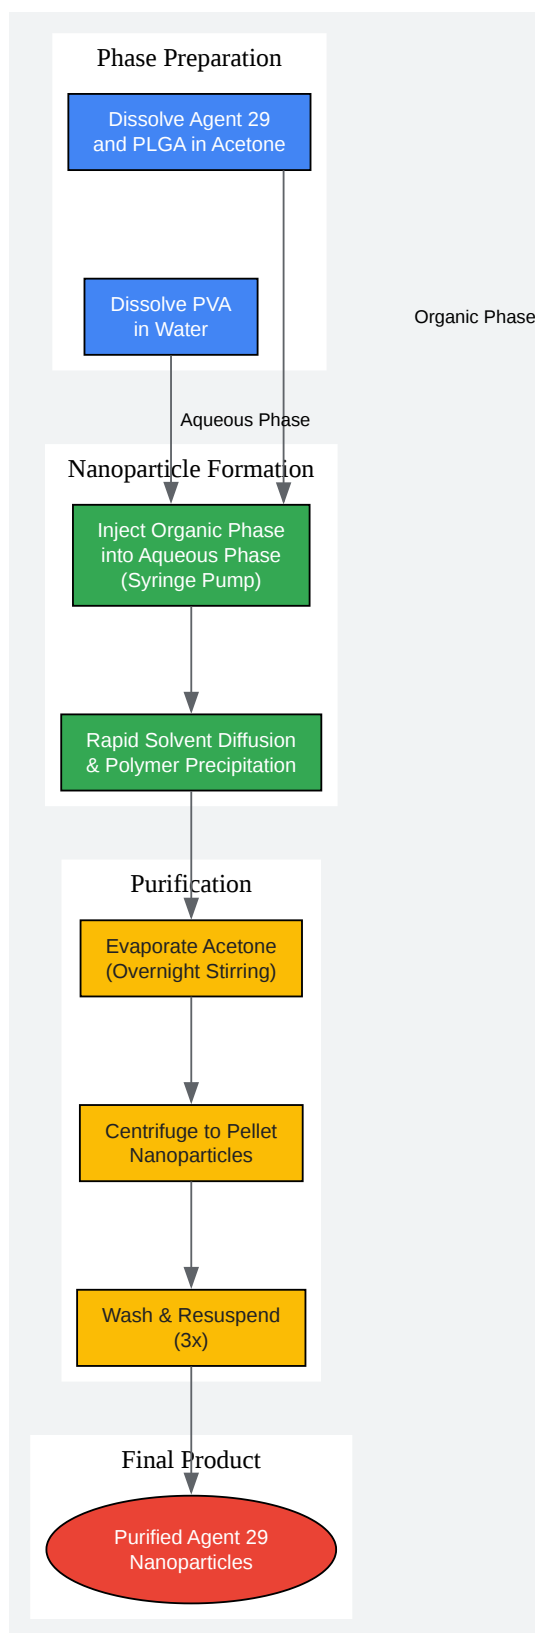 Phase Preparation
Dissolve Agent 29
and PLGA in Acetone
Dissolve PVA
in Water
Organic Phase
Aqueous Phase
Nanoparticle Formation
Inject Organic Phase
into Aqueous Phase
(Syringe Pump)
Rapid Solvent Diffusion
& Polymer Precipitation
Purification
Evaporate Acetone
(Overnight Stirring)
Centrifuge to Pellet
Nanoparticles
Wash & Resuspend
(3x)
Final Product
Purified Agent 29
Nanoparticles